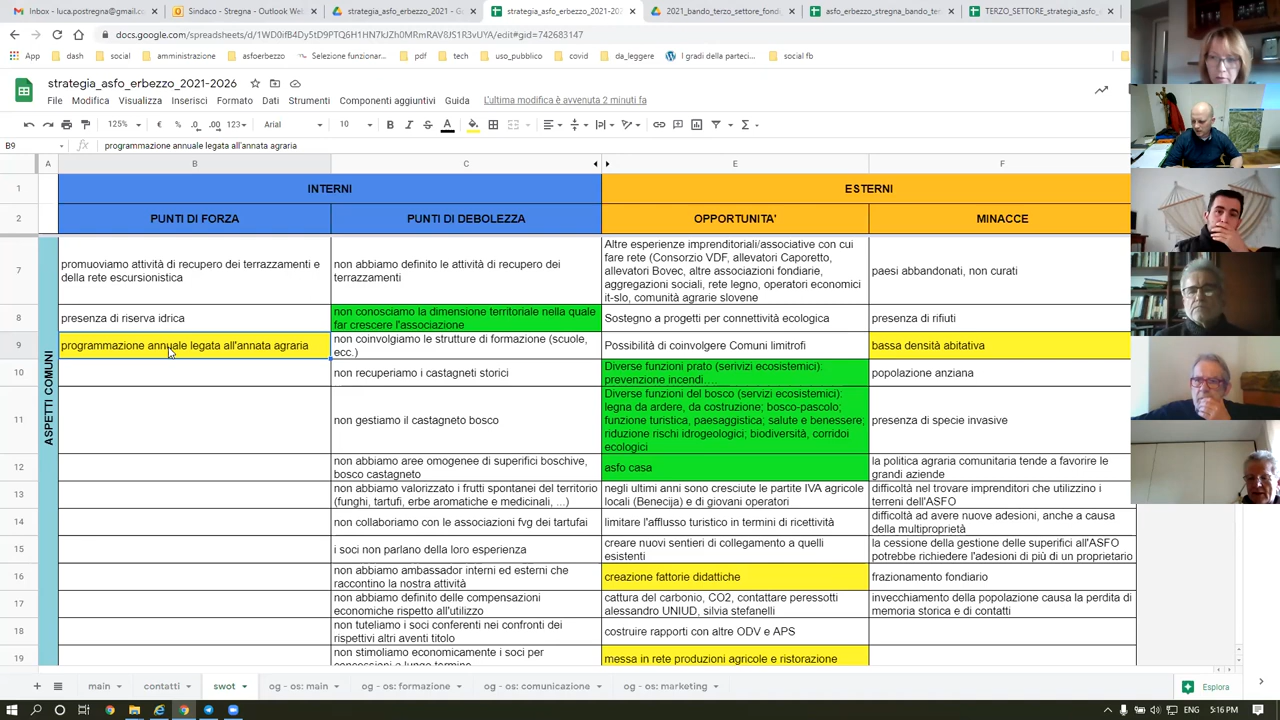 Inbox - luca.postregna@gmail.co
Sindaco - Stregna - Outlook Web
strategia_asfo_erbezzo_2021 - G
strategia_asfo_erbezzo_2021-20
2021_bando_terzo_settore_fond
asfo_erbezzo_stregna_bando_te
TERZO_SETTORE_strategia_asfo_e
docs.google.com/spreadsheets/d/
App
dash
social
amministrazione
asfoerbezzo
Selezione funzionar...
pdf
tech
uso_pubblico
covid
da_leggere
I gradi della parteci...
social fb
strategia_asfo_erbezzo_2021-2026
File Modifica Visualizza Inserisci Formato Dati Strumenti Componenti aggiuntivi Guida L'ultima modifica è avvenuta 2 minuti fa
125% € % .0 .00 123 Arial 10 B I S A
B9 fx programmazione annuale legata all'annata agraria
A B C E F
1 INTERNI ESTERNI
2 PUNTI DI FORZA PUNTI DI DEBOLEZZA OPPORTUNITA' MINACCE
ASPETTI COMUNI
7
promuoviamo attività di recupero dei terrazzamenti e
della rete escursionistica
non abbiamo definito le attività di recupero dei
terrazzamenti
Altre esperienze imprenditoriali/associative con cui
fare rete (Consorzio VDF, allevatori Caporetto,
allevatori Bovec, altre associazioni fondiarie,
aggregazioni sociali, rete legno, operatori economici
it-slo, comunità agrarie slovene
paesi abbandonati, non curati
8
presenza di riserva idrica
non conosciamo la dimensione territoriale nella quale
far crescere l'associazione
Sostegno a progetti per connettività ecologica
presenza di rifiuti
9
programmazione annuale legata all'annata agraria
non coinvolgiamo le strutture di formazione (scuole,
ecc.)
Possibilità di coinvolgere Comuni limitrofi
bassa densità abitativa
10
non recuperiamo i castagneti storici
Diverse funzioni prato (serivizi ecosistemici):
prevenzione incendi....
popolazione anziana
11
non gestiamo il castagneto bosco
Diverse funzioni del bosco (servizi ecosistemici):
legna da ardere, da costruzione; bosco-pascolo;
funzione turistica, paesaggistica; salute e benessere;
riduzione rischi idrogeologici; biodiversità, corridoi
ecologici
presenza di specie invasive
12
non abbiamo aree omogenee di superifici boschive,
bosco castagneto
asfo casa
la politica agraria comunitaria tende a favorire le
grandi aziende
13
non abbiamo valorizzato i frutti spontanei del territorio
(funghi, tartufi, erbe aromatiche e medicinali, ...)
negli ultimi anni sono cresciute le partite IVA agricole
locali (Benecija) e di giovani operatori
difficoltà nel trovare imprenditori che utilizzino i
terreni dell'ASFO
14
non collaboriamo con le associazioni fvg dei tartufai
limitare l'afflusso turistico in termini di ricettività
difficoltà ad avere nuove adesioni, anche a causa
della multiproprietà
15
i soci non parlano della loro esperienza
creare nuovi sentieri di collegamento a quelli
esistenti
la cessione della gestione delle superifici all'ASFO
potrebbe richiedere l'adesioni di più di un proprietario
16
non abbiamo ambassador interni ed esterni che
raccontino la nostra attività
creazione fattorie didattiche
frazionamento fondiario
17
non abbiamo definito delle compensazioni
economiche rispetto all'utilizzo
cattura del carbonio, CO2, contattare peressotti
alessandro UNIUD, silvia stefanelli
invecchiamento della popolazione causa la perdita di
memoria storica e di contatti
18
non tuteliamo i soci conferenti nei confronti dei
rispettivi altri aventi titolo
costruire rapporti con altre ODV e APS
19
non stimoliamo economicamente i soci per
messa in rete produzioni agricole e ristorazione
main contatti swot og - os: main og - os: formazione og - os: comunicazione og - os: marketing
Esplora
ENG 5:16 PM